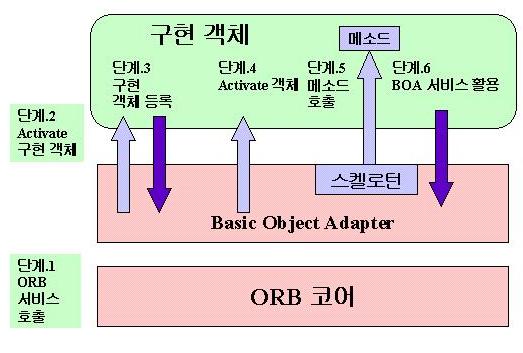 구현 객체
메소드
단계.3
구현
객체 등록
단계.4
Activate 객체
단계.5
메소드
호출
단계.6
BOA 서비스 활용
단계.2
Activate
구현 객체
스켈로턴
Basic Object Adapter
단계.1
ORB
서비스
호출
ORB 코어